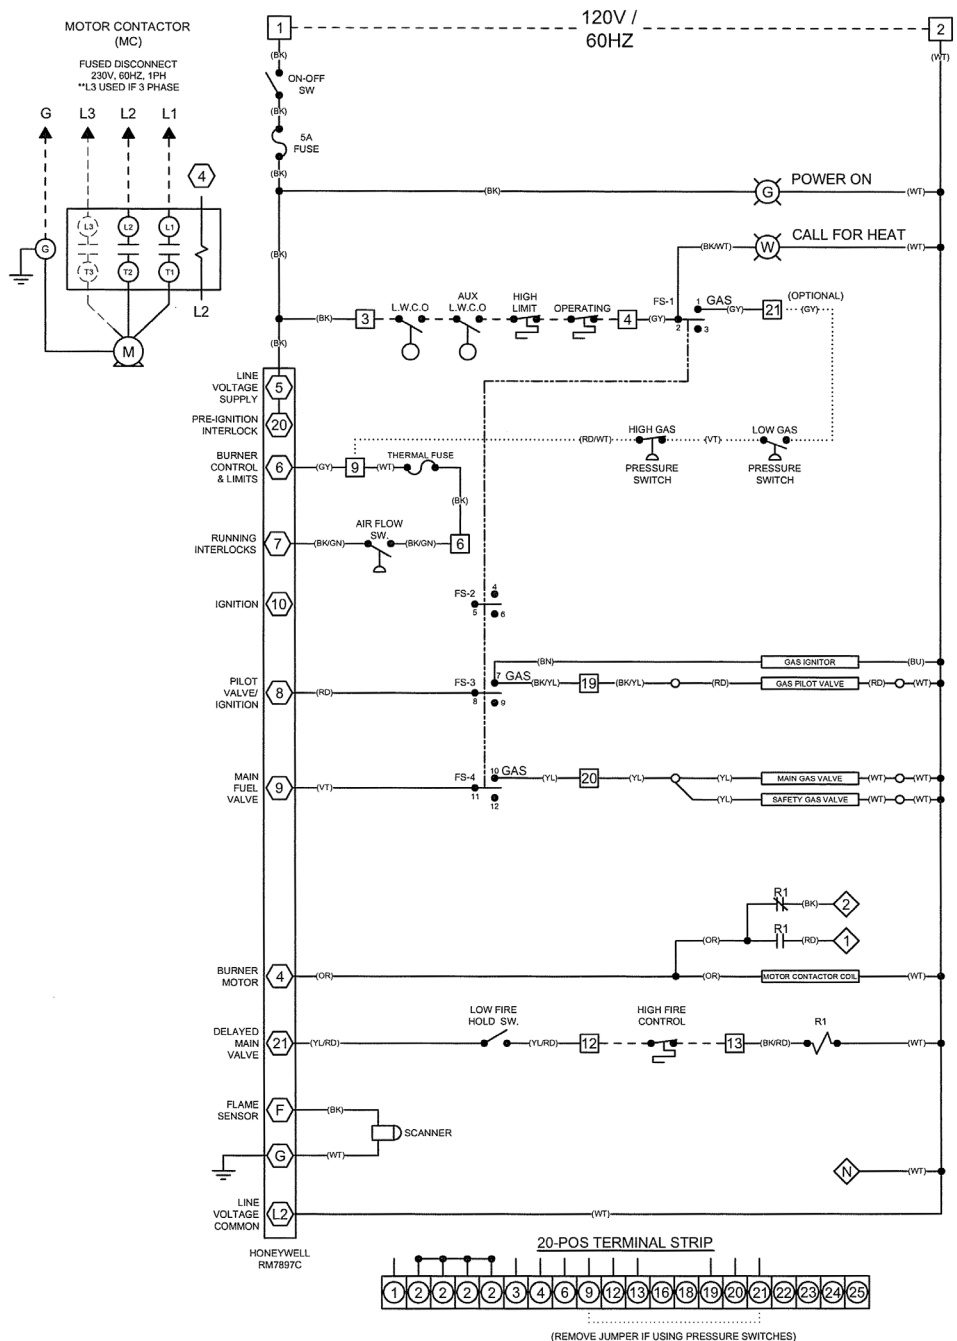 MOTOR CONTACTOR
(MC)
FUSED DISCONNECT
230V, 60HZ, 1PH
**L3 USED IF 3 PHASE
G L3 L2 L1
4
L3 L2 L1
G
T3 T2 T1
L2
M
1
120V /
60HZ
2
(BK)
(WT)
ON-OFF
SW
(BK)
5A
FUSE
(BK)
(BK)
G
POWER ON
(WT)
(BK)
(BK/WT)
W
CALL FOR HEAT
(WT)
(BK)
3
L.W.C.O
AUX
L.W.C.O
HIGH
LIMIT
OPERATING
4
(GY)
FS-1
2
1
GAS
3
(GY)
21
(OPTIONAL)
(GY)
(BK)
LINE
VOLTAGE
SUPPLY
5
PRE-IGNITION
INTERLOCK
20
(RD/WT)
HIGH GAS
PRESSURE
SWITCH
(VT)
LOW GAS
PRESSURE
SWITCH
BURNER
CONTROL
& LIMITS
6
(GY)
9
(WT)
THERMAL FUSE
(BK)
RUNNING
INTERLOCKS
7
(BK/GN)
AIR FLOW
SW.
(BK/GN)
6
IGNITION
10
FS-2
4
5
6
(BN)
GAS IGNITOR
(BU)
PILOT
VALVE/
IGNITION
8
(RD)
FS-3
7
GAS
8
9
(BK/YL)
19
(BK/YL)
(RD)
GAS PILOT VALVE
(RD)
(WT)
MAIN
FUEL
VALVE
9
(VT)
FS-4
10
GAS
11
12
(YL)
20
(YL)
(YL)
MAIN GAS VALVE
(WT)
(WT)
(YL)
SAFETY GAS VALVE
(WT)
(WT)
R1
(BK)
2
(OR)
R1
(RD)
1
BURNER
MOTOR
4
(OR)
(OR)
MOTOR CONTACTOR COIL
(WT)
DELAYED
MAIN
VALVE
21
(YL/RD)
LOW FIRE
HOLD SW.
(YL/RD)
12
HIGH FIRE
CONTROL
13
(BK/RD)
R1
(WT)
FLAME
SENSOR
F
(BK)
SCANNER
G
(WT)
N
(WT)
LINE
VOLTAGE
COMMON
L2
(WT)
HONEYWELL
RM7897C
20-POS TERMINAL STRIP
1 2 2 2 2 3 4 6 9 12 13 16 18 19 20 21 22 23 24 25
(REMOVE JUMPER IF USING PRESSURE SWITCHES)